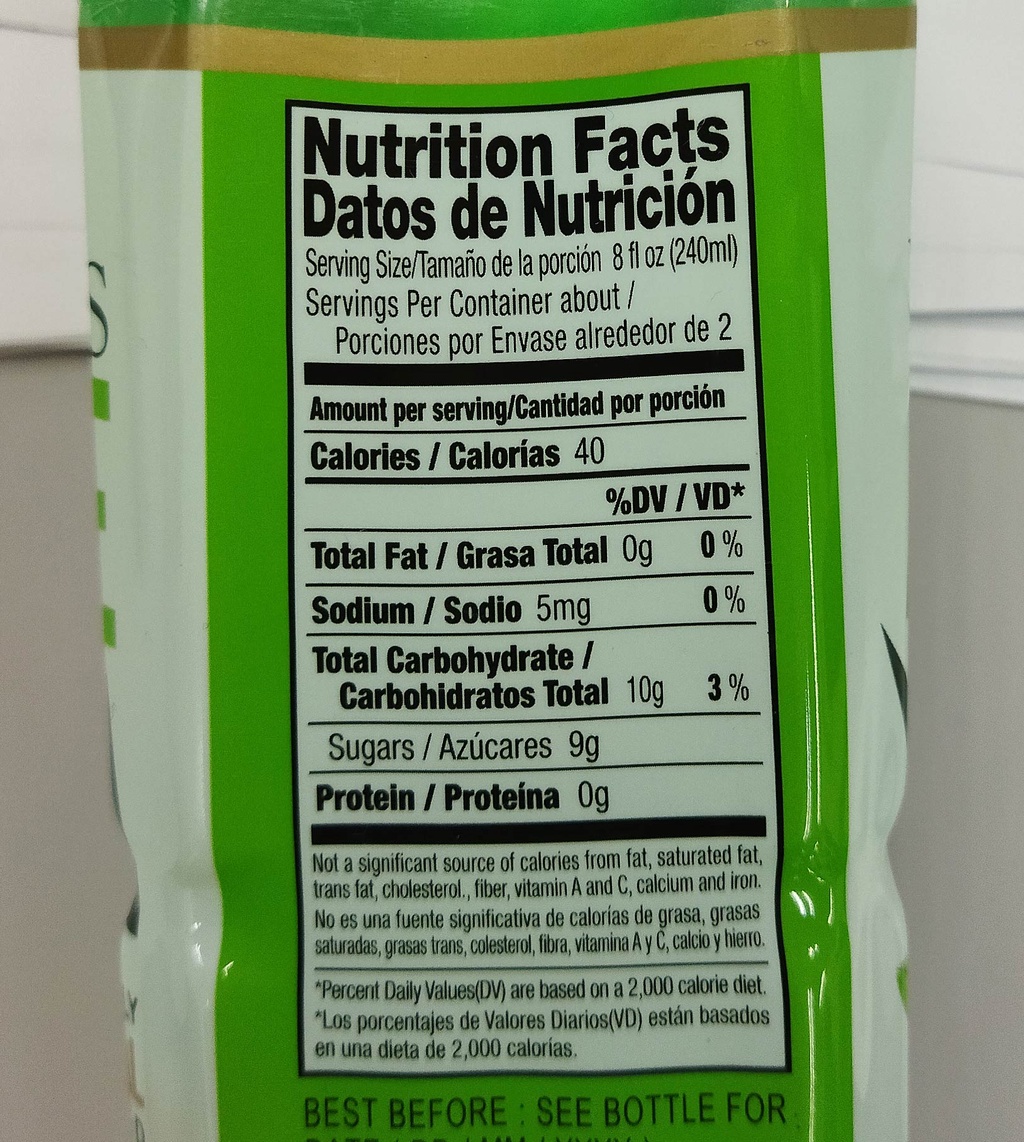 Nutrition Facts
Datos de Nutrición
Serving Size/Tamaño de la porción 8 fl oz (240ml)
Servings Per Container about /
Porciones por Envase alrededor de 2
Amount per serving/Cantidad por porción
Calories / Calorías 40
%DV / VD*
Total Fat / Grasa Total 0g 0 %
Sodium / Sodio 5mg 0 %
Total Carbohydrate /
Carbohidratos Total 10g 3 %
Sugars / Azúcares 9g
Protein / Proteína 0g
Not a significant source of calories from fat, saturated fat,
trans fat, cholesterol., fiber, vitamin A and C, calcium and iron.
No es una fuente significativa de calorías de grasa, grasas
saturadas, grasas trans, colesterol, fibra, vitamina A y C, calcio y hierro.
*Percent Daily Values(DV) are based on a 2,000 calorie diet.
*Los porcentajes de Valores Diarios(VD) están basados
en una dieta de 2,000 calorías.
BEST BEFORE : SEE BOTTLE FOR